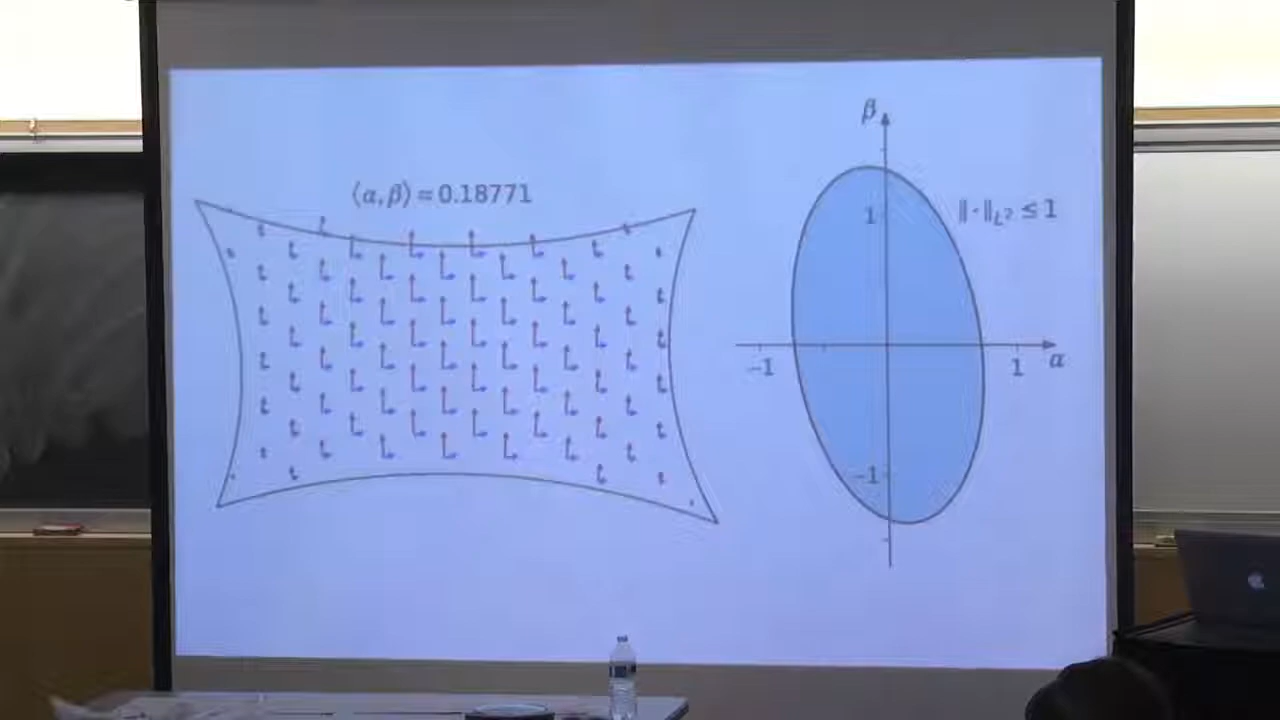 ⟨α, β⟩ = 0.18771
β
‖·‖_{L²} ≤ 1
1
-1
1
α
-1